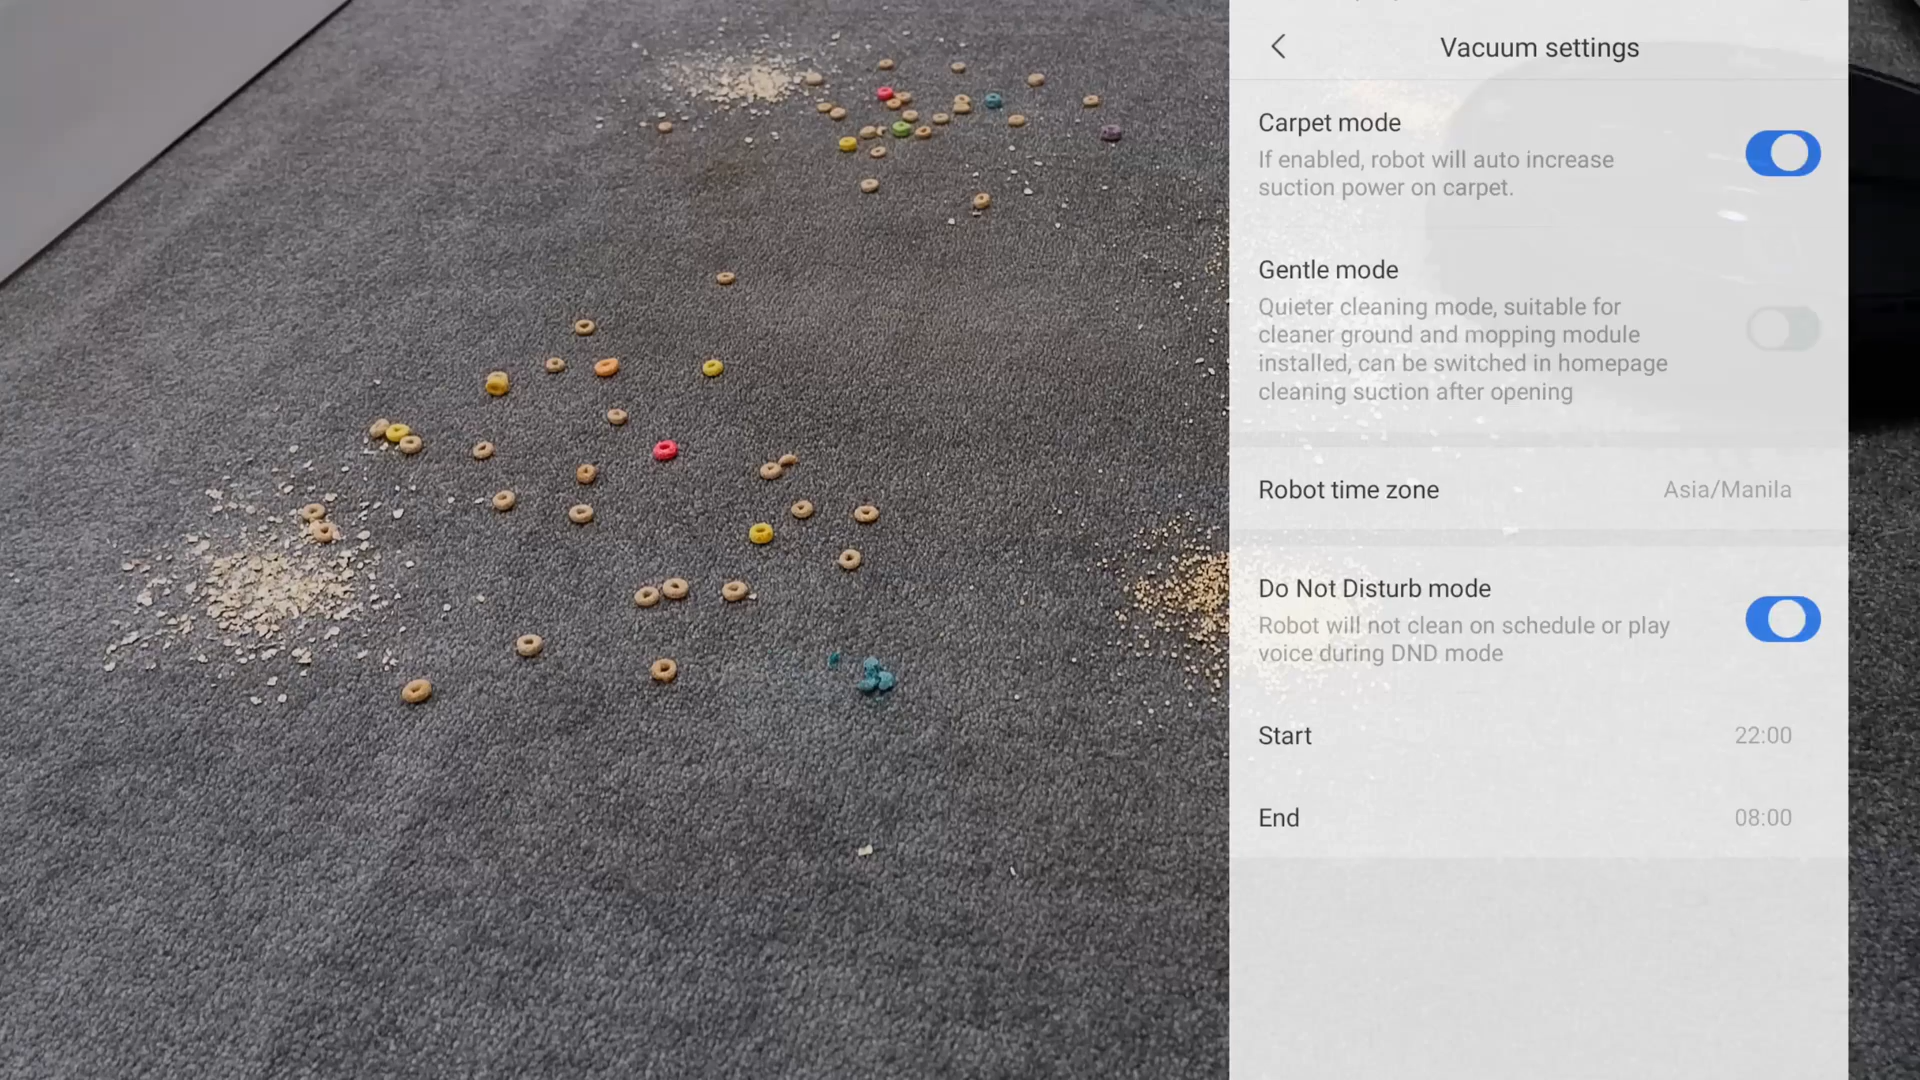 Vacuum settings
Carpet mode
If enabled, robot will auto increase
suction power on carpet.
Gentle mode
Quieter cleaning mode, suitable for
cleaner ground and mopping module
installed, can be switched in homepage
cleaning suction after opening
Robot time zone
Asia/Manila
Do Not Disturb mode
Robot will not clean on schedule or play
voice during DND mode
Start
22:00
End
08:00